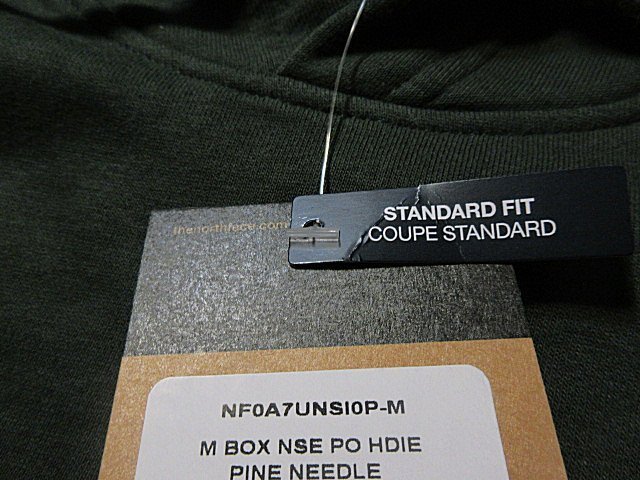 STANDARD FIT
COUPE STANDARD
thenorthface.com
NF0A7UNSI0P-M
M BOX NSE PO HDIE
PINE NEEDLE